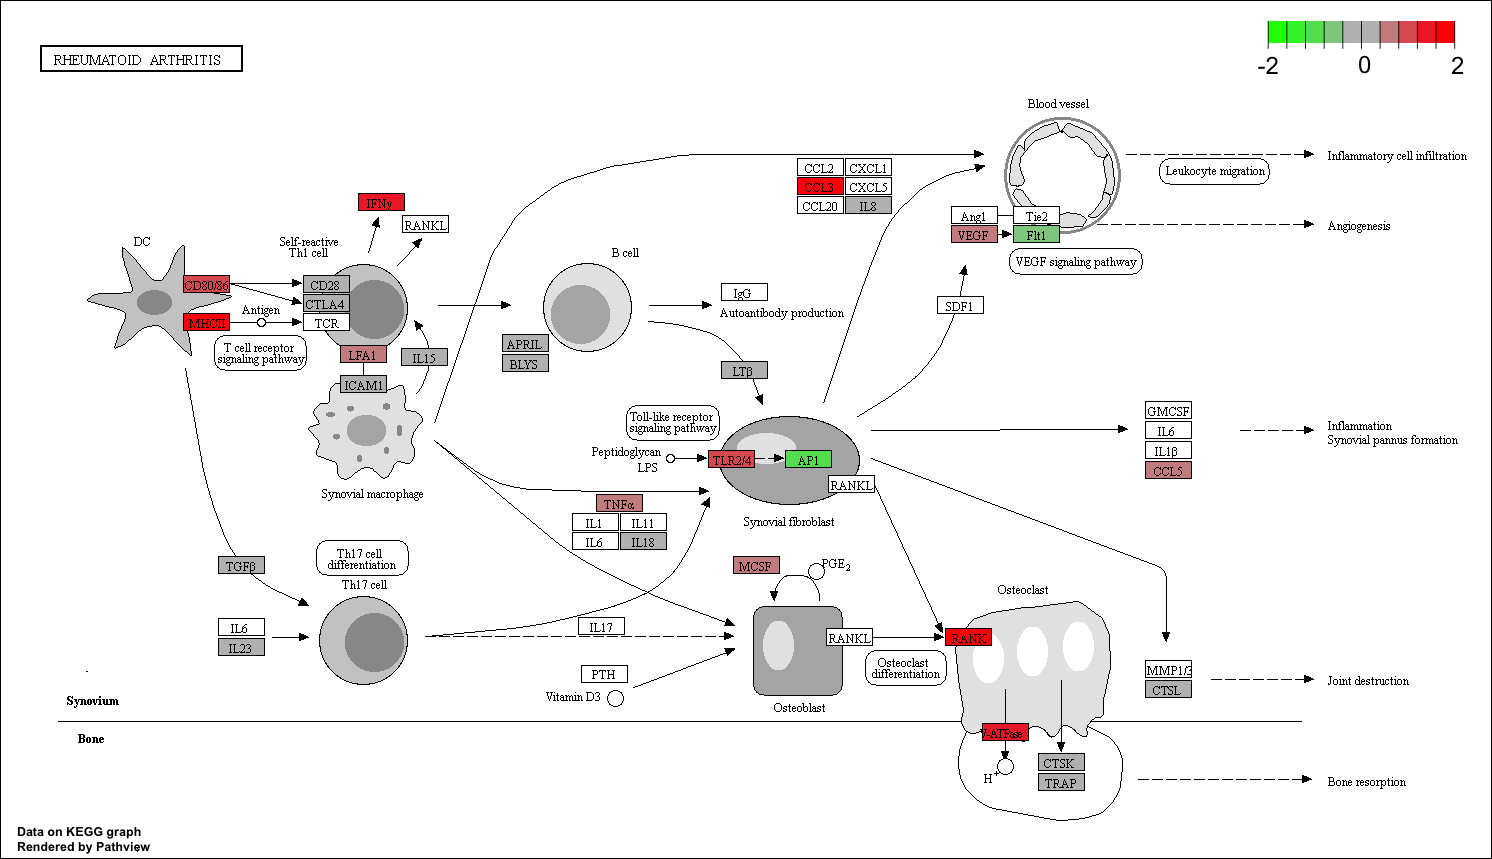 RHEUMATOID ARTHRITIS
-2 0 2
Blood vessel
CCL2 CXCL1
CCL3 CXCL5
CCL20 IL8
Leukocyte migration
Inflammatory cell infiltration
IFNγ
RANKL
Ang1 Tie2
VEGF Flt1
Angiogenesis
VEGF signaling pathway
DC
Self-reactive
Th1 cell
B cell
CD80/86
CD28
CTLA4
Antigen
MHCII
TCR
T cell receptor
signaling pathway
LFA1
IL15
ICAM1
Synovial macrophage
IgG
Autoantibody production
SDF1
APRIL
BLYS
LTβ
Toll-like receptor
signaling pathway
Peptidoglycan
LPS
TLR2/4
AP1
RANKL
Synovial fibroblast
GMCSF
IL6
IL1β
CCL5
Inflammation
Synovial pannus formation
TNFα
IL1 IL11
IL6 IL18
TGFβ
Th17 cell
differentiation
Th17 cell
IL6
IL23
IL17
PTH
Vitamin D3
MCSF
PGE2
RANKL
Osteoblast
Osteoclast
RANK
Osteoclast
differentiation
MMP1/3
CTSL
Joint destruction
Synovium
Bone
V-ATPase
H+
CTSK
TRAP
Bone resorption
Data on KEGG graph
Rendered by Pathview